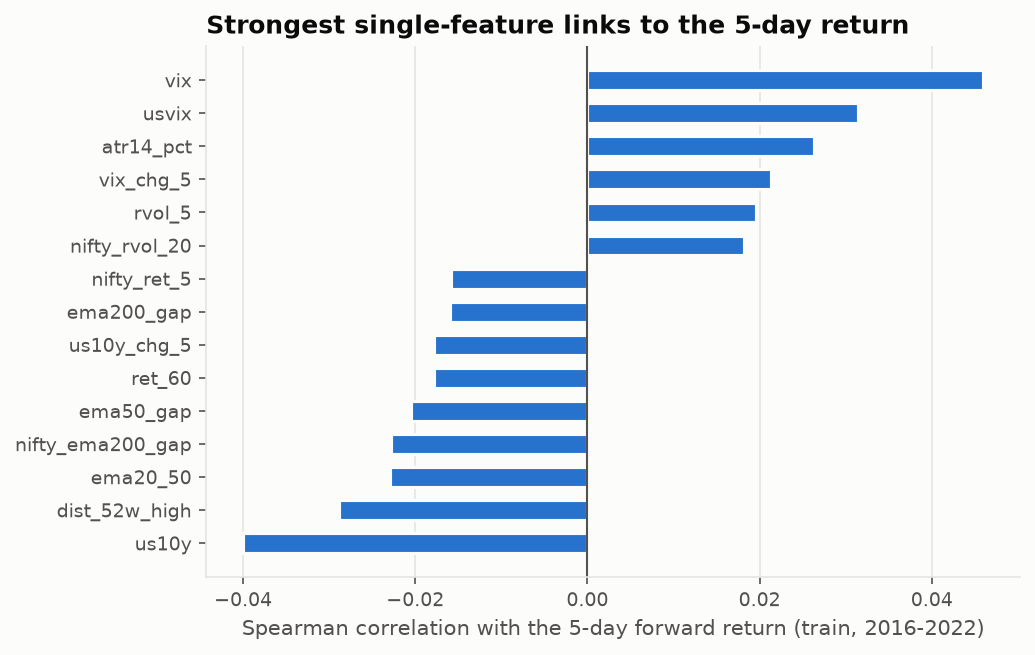 Strongest single-feature links to the 5-day return
vix
usvix
atr14_pct
vix_chg_5
rvol_5
nifty_rvol_20
nifty_ret_5
ema200_gap
us10y_chg_5
ret_60
ema50_gap
nifty_ema200_gap
ema20_50
dist_52w_high
us10y
−0.04 −0.02 0.00 0.02 0.04
Spearman correlation with the 5-day forward return (train, 2016-2022)